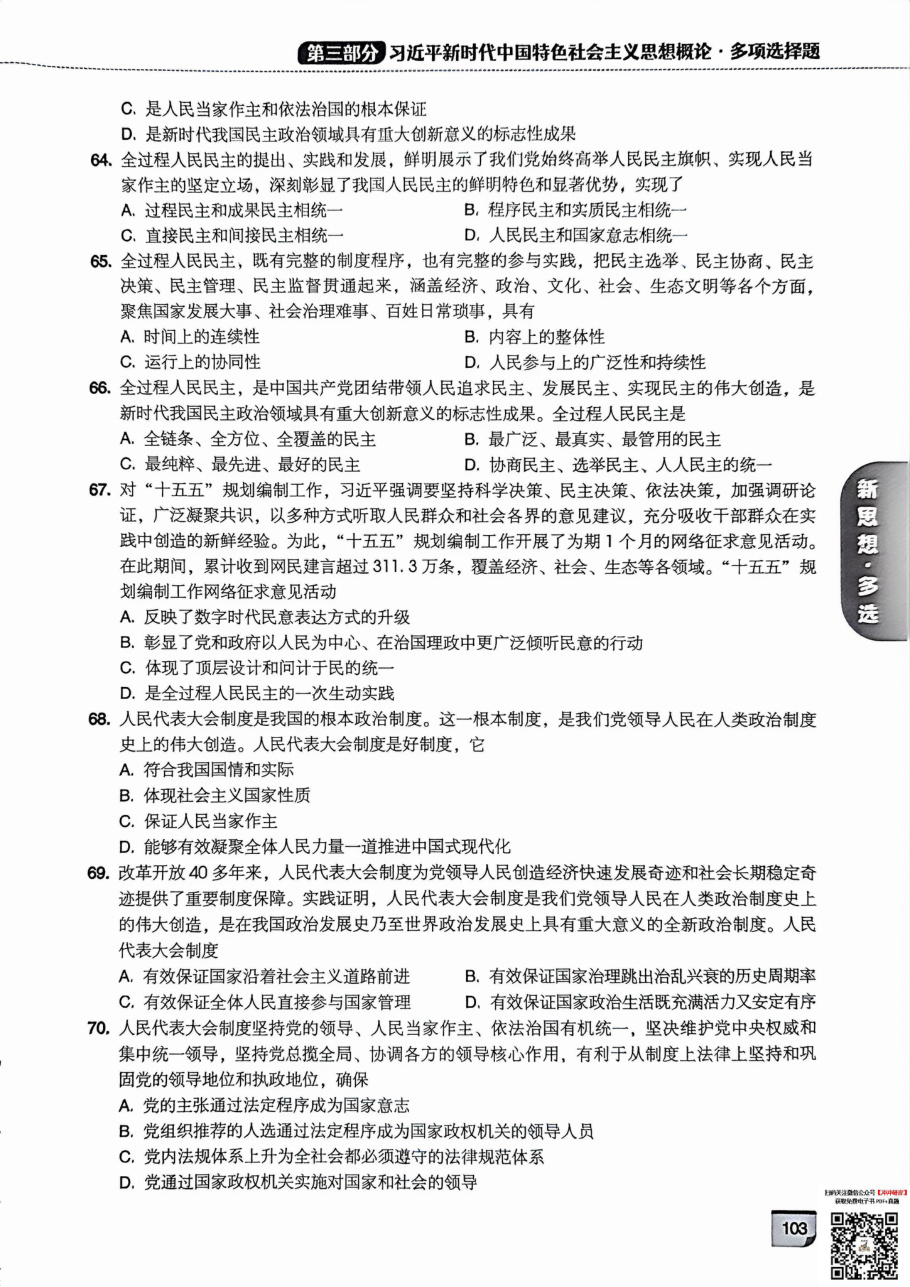 第三部分 习近平新时代中国特色社会主义思想概论·多项选择题
C. 是人民当家作主和依法治国的根本保证
D. 是新时代我国民主政治领域具有重大创新意义的标志性成果
64. 全过程人民民主的提出、实践和发展，鲜明展示了我们党始终高举人民民主旗帜、实现人民当
家作主的坚定立场，深刻彰显了我国人民民主的鲜明特色和显著优势，实现了
A. 过程民主和成果民主相统一 B. 程序民主和实质民主相统一
C. 直接民主和间接民主相统一 D. 人民民主和国家意志相统一
65. 全过程人民民主，既有完整的制度程序，也有完整的参与实践，把民主选举、民主协商、民主
决策、民主管理、民主监督贯通起来，涵盖经济、政治、文化、社会、生态文明等各个方面，
聚焦国家发展大事、社会治理难事、百姓日常琐事，具有
A. 时间上的连续性 B. 内容上的整体性
C. 运行上的协同性 D. 人民参与上的广泛性和持续性
66. 全过程人民民主，是中国共产党团结带领人民追求民主、发展民主、实现民主的伟大创造，是
新时代我国民主政治领域具有重大创新意义的标志性成果。全过程人民民主是
A. 全链条、全方位、全覆盖的民主 B. 最广泛、最真实、最管用的民主
C. 最纯粹、最先进、最好的民主 D. 协商民主、选举民主、人人民主的统一
67. 对“十五五”规划编制工作，习近平强调要坚持科学决策、民主决策、依法决策，加强调研论
证，广泛凝聚共识，以多种方式听取人民群众和社会各界的意见建议，充分吸收干部群众在实
践中创造的新鲜经验。为此，“十五五”规划编制工作开展了为期1个月的网络征求意见活动。
在此期间，累计收到网民建言超过311.3万条，覆盖经济、社会、生态等各领域。“十五五”规
划编制工作网络征求意见活动
A. 反映了数字时代民意表达方式的升级
B. 彰显了党和政府以人民为中心、在治国理政中更广泛倾听民意的行动
C. 体现了顶层设计和问计于民的统一
D. 是全过程人民民主的一次生动实践
68. 人民代表大会制度是我国的根本政治制度。这一根本制度，是我们党领导人民在人类政治制度
史上的伟大创造。人民代表大会制度是好制度，它
A. 符合我国国情和实际
B. 体现社会主义国家性质
C. 保证人民当家作主
D. 能够有效凝聚全体人民力量一道推进中国式现代化
69. 改革开放40多年来，人民代表大会制度为党领导人民创造经济快速发展奇迹和社会长期稳定奇
迹提供了重要制度保障。实践证明，人民代表大会制度是我们党领导人民在人类政治制度史上
的伟大创造，是在我国政治发展史乃至世界政治发展史上具有重大意义的全新政治制度。人民
代表大会制度
A. 有效保证国家沿着社会主义道路前进 B. 有效保证国家治理跳出治乱兴衰的历史周期率
C. 有效保证全体人民直接参与国家管理 D. 有效保证国家政治生活既充满活力又安定有序
70. 人民代表大会制度坚持党的领导、人民当家作主、依法治国有机统一，坚决维护党中央权威和
集中统一领导，坚持党总揽全局、协调各方的领导核心作用，有利于从制度上法律上坚持和巩
固党的领导地位和执政地位，确保
A. 党的主张通过法定程序成为国家意志
B. 党组织推荐的人选通过法定程序成为国家政权机关的领导人员
C. 党内法规体系上升为全社会都必须遵守的法律规范体系
D. 党通过国家政权机关实施对国家和社会的领导
新思想·多选
扫码关注微信公众号
获取免费电子书PDF+真题
103